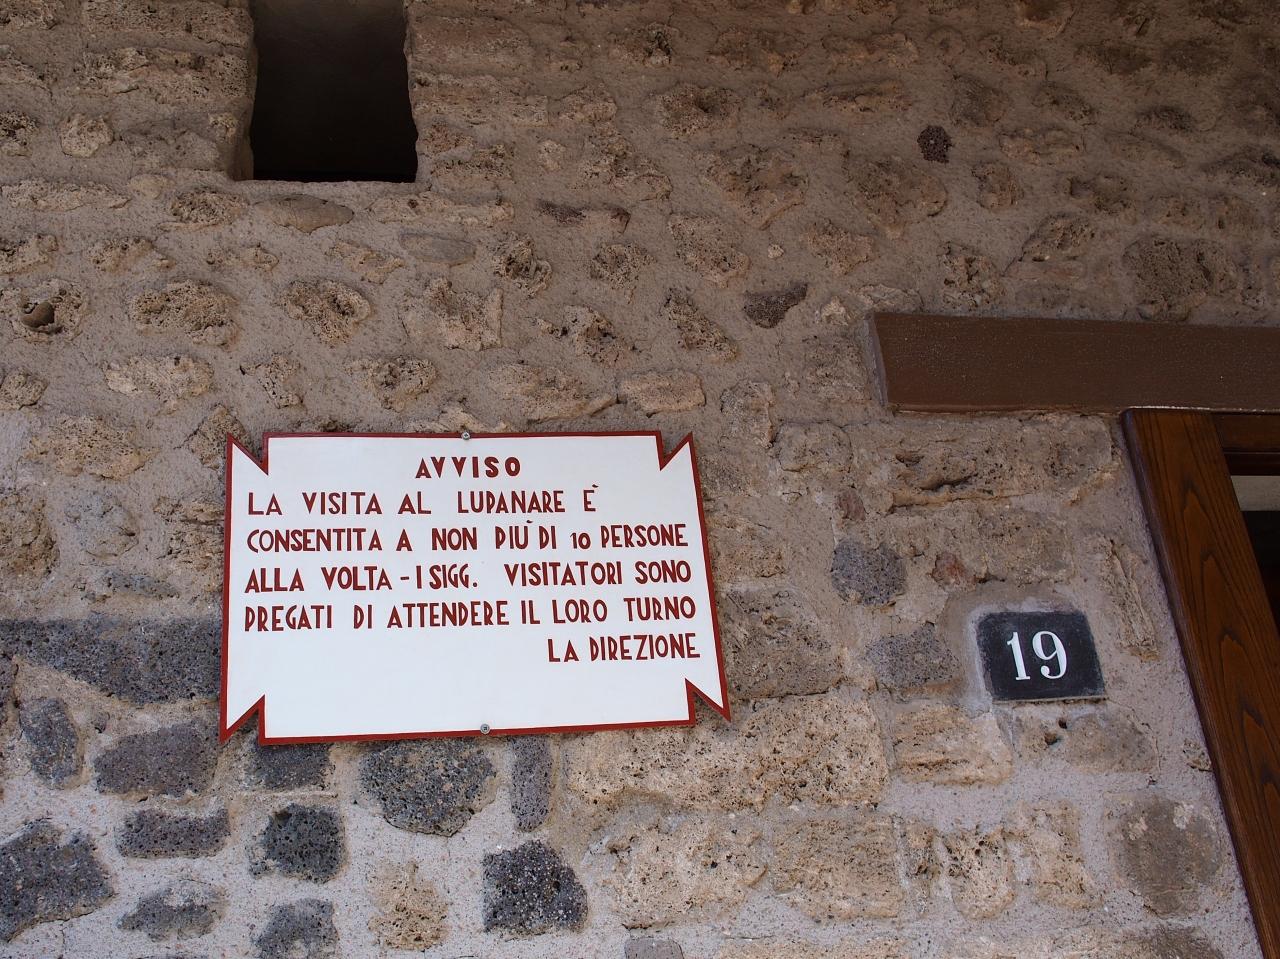 AVVISO
LA VISITA AL LUPANARE È
CONSENTITA A NON PIÙ DI 10 PERSONE
ALLA VOLTA - I SIGG. VISITATORI SONO
PREGATI DI ATTENDERE IL LORO TURNO
LA DIREZIONE
19